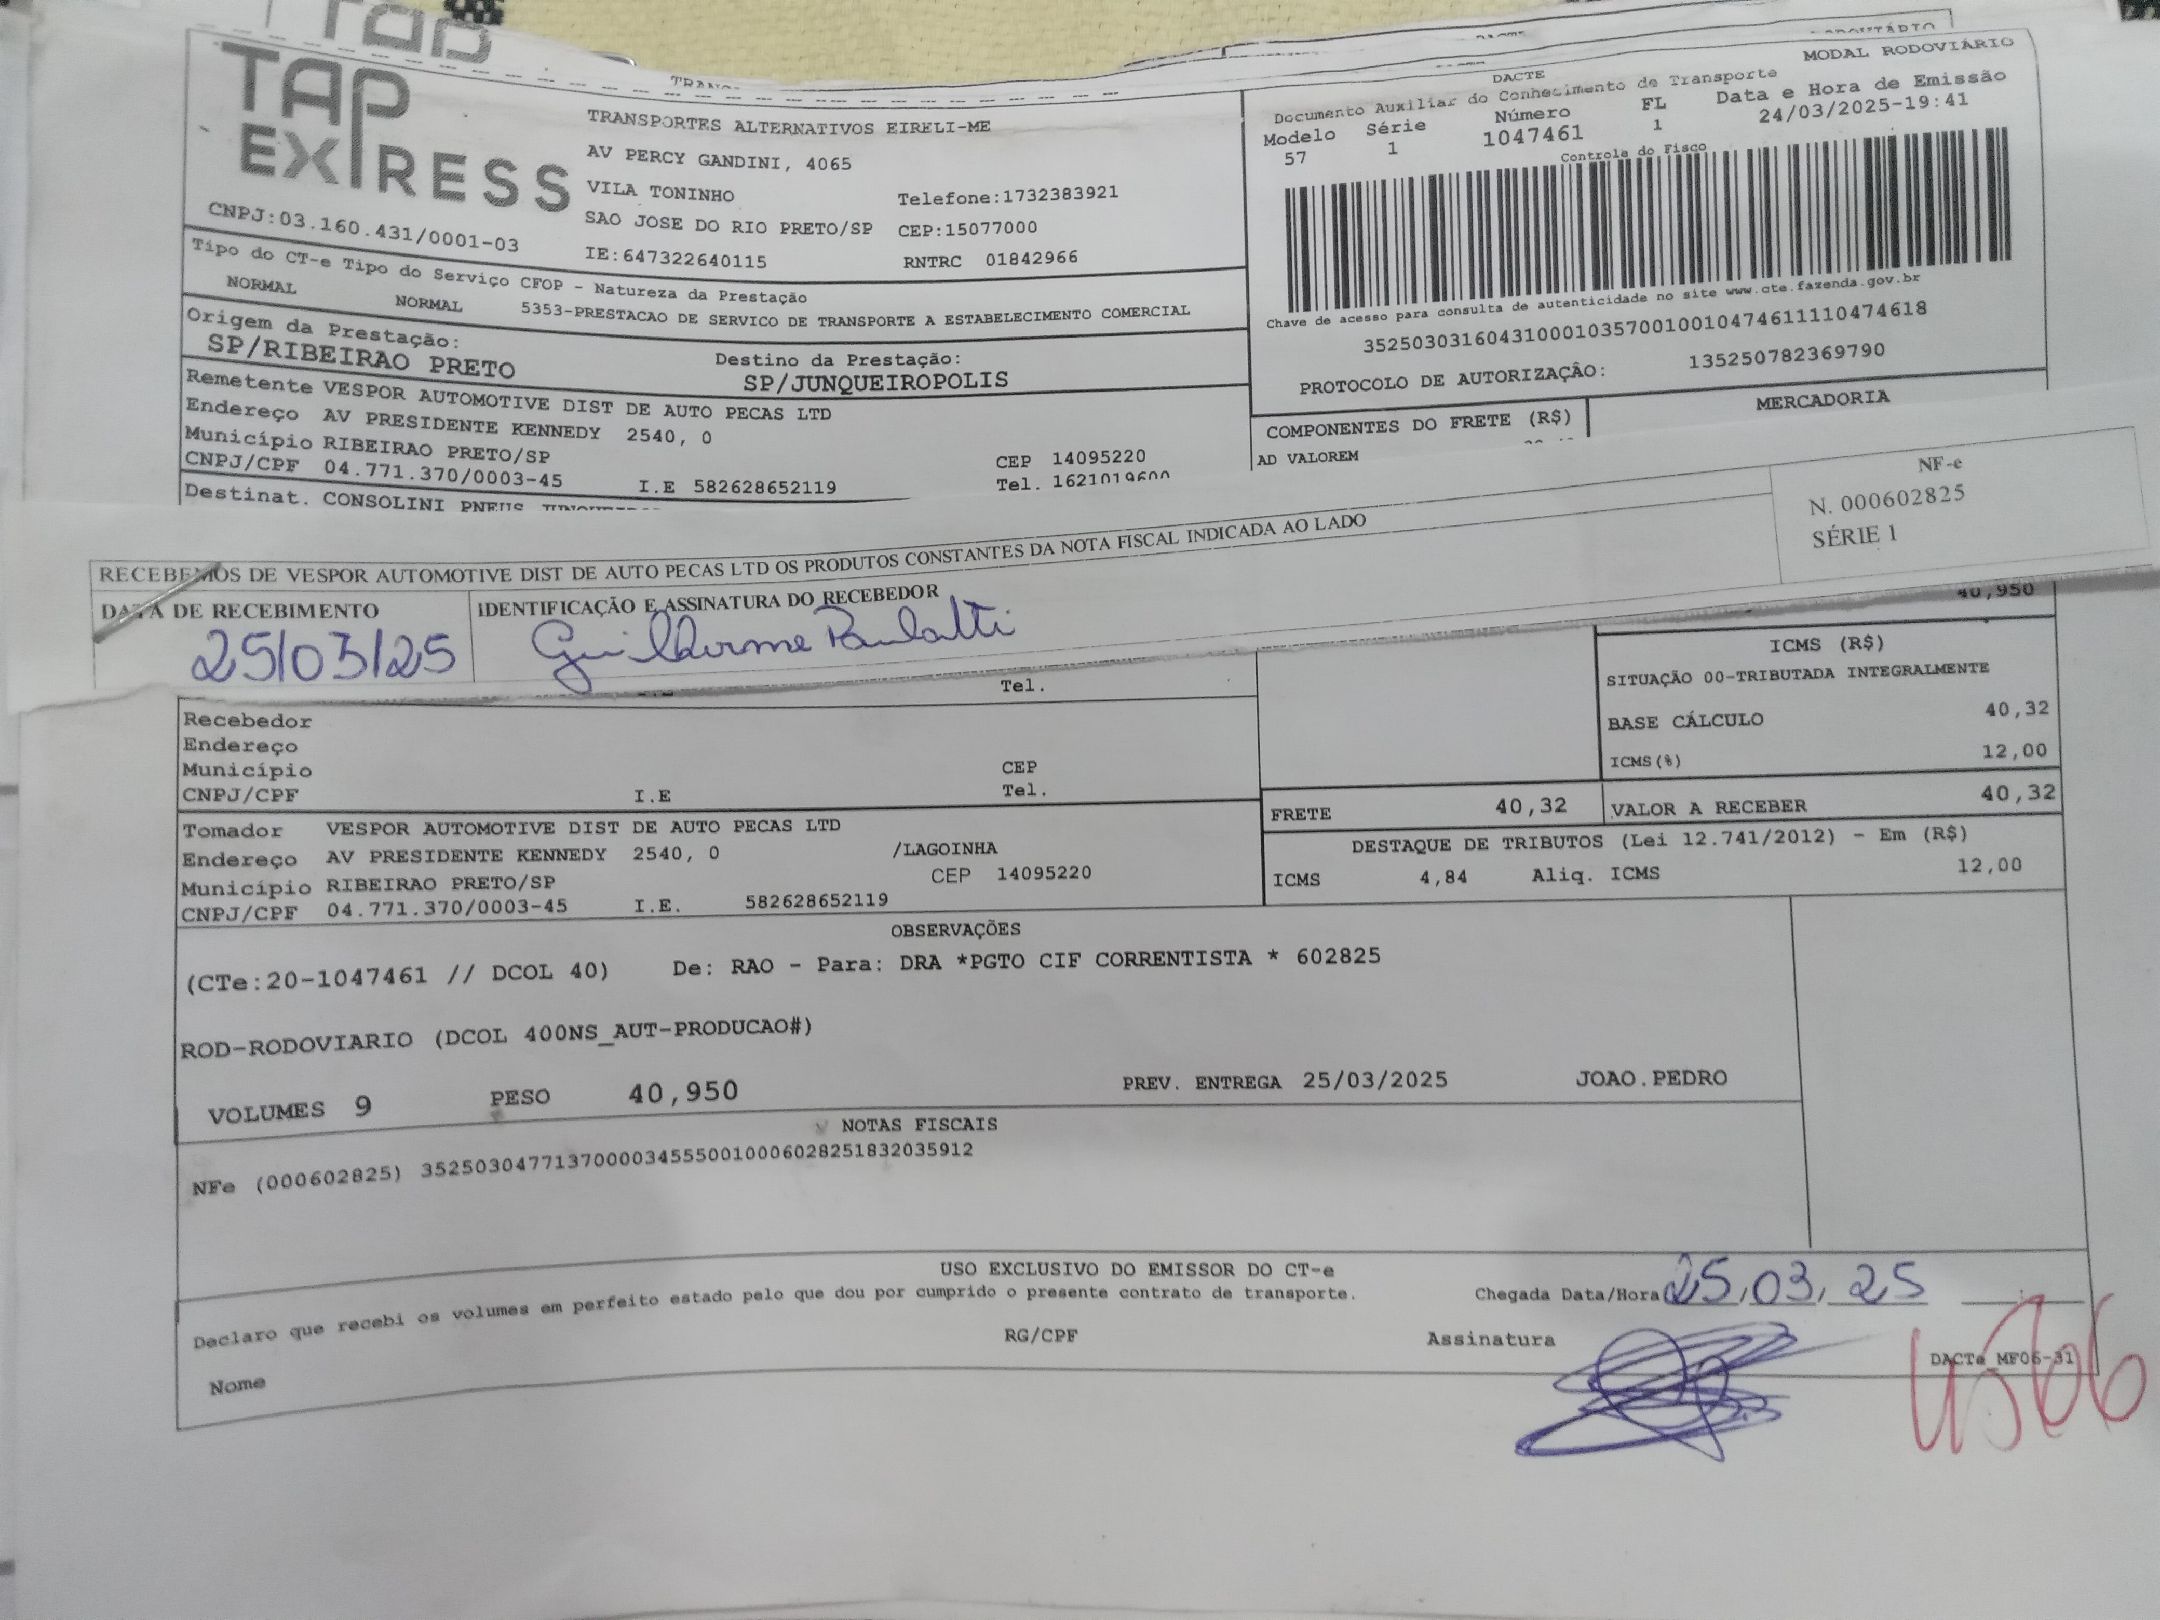 TAP
TAP
EXPRESS
CNPJ:03.160.431/0001-03
TRANSPORTES ALTERNATIVOS EIRELI-ME
AV PERCY GANDINI, 4065
VILA TONINHO
Telefone:1732383921
SAO JOSE DO RIO PRETO/SP CEP:15077000
IE:647322640115
RNTRC 01842966
MODAL RODOVIÁRIO
DACTE
Documento Auxiliar do Conhecimento de Transporte
Modelo Série Número FL Data e Hora de Emissão
57 1 1047461 1 24/03/2025-19:41
Controle do Fisco
Chave de acesso para consulta de autenticidade no site www.cte.fazenda.gov.br
35250303160431000103570010010474611110474618
PROTOCOLO DE AUTORIZAÇÂO: 135250782369790
Tipo do CT-e Tipo do Serviço CFOP - Natureza da Prestação
NORMAL NORMAL 5353-PRESTACAO DE SERVICO DE TRANSPORTE A ESTABELECIMENTO COMERCIAL
Origem da Prestação:
SP/RIBEIRAO PRETO
Destino da Prestação:
SP/JUNQUEIROPOLIS
Remetente VESPOR AUTOMOTIVE DIST DE AUTO PECAS LTD
Endereço AV PRESIDENTE KENNEDY 2540, 0
Município RIBEIRAO PRETO/SP CEP 14095220
CNPJ/CPF 04.771.370/0003-45 I.E 582628652119 Tel. 1621019600
Destinat. CONSOLINI PNEUS
COMPONENTES DO FRETE (R$) MERCADORIA
AD VALOREM
NF-e
N. 000602825
SÉRIE 1
RECEBEMOS DE VESPOR AUTOMOTIVE DIST DE AUTO PECAS LTD OS PRODUTOS CONSTANTES DA NOTA FISCAL INDICADA AO LADO
DATA DE RECEBIMENTO IDENTIFICAÇÃO E ASSINATURA DO RECEBEDOR
25/03/25 Guilherme Paulatti
40,950
Tel.
ICMS (R$)
SITUAÇÃO 00-TRIBUTADA INTEGRALMENTE
BASE CÁLCULO 40,32
ICMS(%) 12,00
Recebedor
Endereço
Município CEP
CNPJ/CPF I.E Tel.
FRETE 40,32 VALOR A RECEBER 40,32
Tomador VESPOR AUTOMOTIVE DIST DE AUTO PECAS LTD
Endereço AV PRESIDENTE KENNEDY 2540, 0 /LAGOINHA
Município RIBEIRAO PRETO/SP CEP 14095220
CNPJ/CPF 04.771.370/0003-45 I.E. 582628652119
DESTAQUE DE TRIBUTOS (Lei 12.741/2012) - Em (R$)
ICMS 4,84 Aliq. ICMS 12,00
OBSERVAÇÕES
(CTe:20-1047461 // DCOL 40) De: RAO - Para: DRA *PGTO CIF CORRENTISTA * 602825
ROD-RODOVIARIO (DCOL 400NS_AUT-PRODUCAO#)
VOLUMES 9 PESO 40,950 PREV. ENTREGA 25/03/2025 JOAO.PEDRO
NOTAS FISCAIS
NFe (000602825) 35250304771370000345550010006028251832035912
USO EXCLUSIVO DO EMISSOR DO CT-e
Declaro que recebi os volumes em perfeito estado pelo que dou por cumprido o presente contrato de transporte. Chegada Data/Hora 25/03/25
Nome RG/CPF Assinatura
DACTe_MF06-31